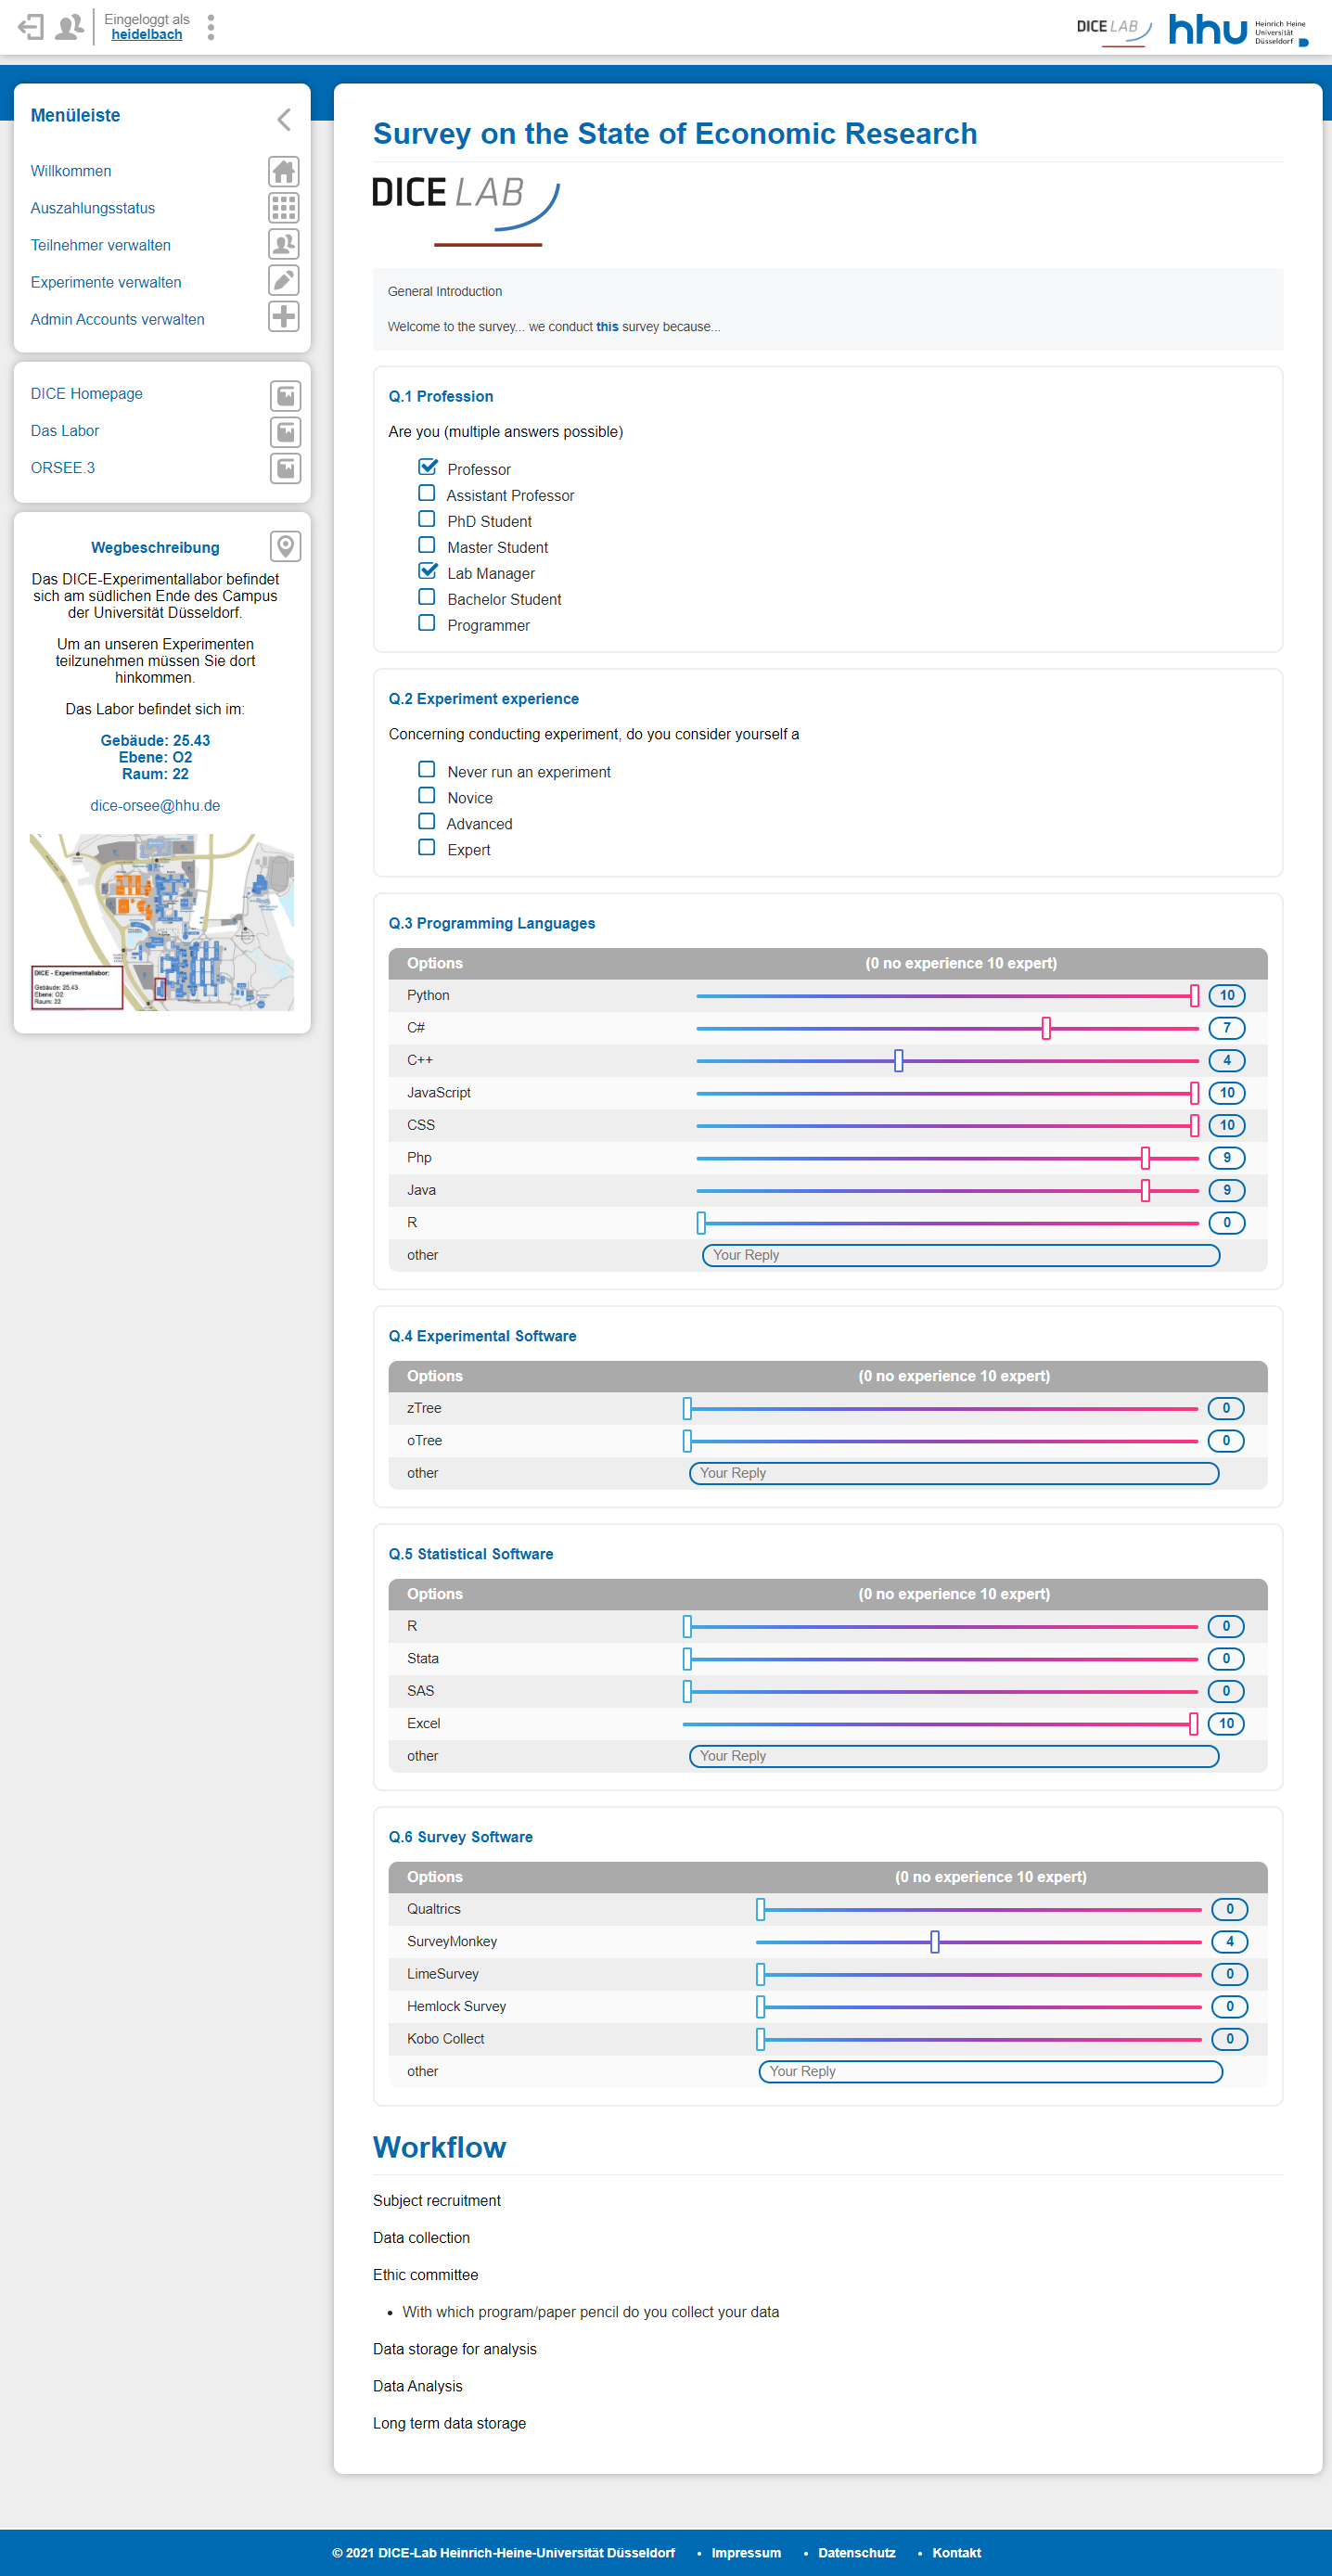 Eingeloggt als
heidelbach
DICE LAB
hhu Heinrich Heine
Universität
Düsseldorf
Menüleiste
Willkommen
Auszahlungsstatus
Teilnehmer verwalten
Experimente verwalten
Admin Accounts verwalten
DICE Homepage
Das Labor
ORSEE.3
Wegbeschreibung
Das DICE-Experimentallabor befindet
sich am südlichen Ende des Campus
der Universität Düsseldorf.
Um an unseren Experimenten
teilzunehmen müssen Sie dort
hinkommen.
Das Labor befindet sich im:
Gebäude: 25.43
Ebene: O2
Raum: 22
dice-orsee@hhu.de
DICE - Experimentallabor:
Gebäude: 25.43
Ebene: O2
Raum: 22
Survey on the State of Economic Research
DICE LAB
General Introduction
Welcome to the survey... we conduct this survey because...
Q.1 Profession
Are you (multiple answers possible)
Professor
Assistant Professor
PhD Student
Master Student
Lab Manager
Bachelor Student
Programmer
Q.2 Experiment experience
Concerning conducting experiment, do you consider yourself a
Never run an experiment
Novice
Advanced
Expert
Q.3 Programming Languages
Options (0 no experience 10 expert)
Python 10
C# 7
C++ 4
JavaScript 10
CSS 10
Php 9
Java 9
R 0
other Your Reply
Q.4 Experimental Software
Options (0 no experience 10 expert)
zTree 0
oTree 0
other Your Reply
Q.5 Statistical Software
Options (0 no experience 10 expert)
R 0
Stata 0
SAS 0
Excel 10
other Your Reply
Q.6 Survey Software
Options (0 no experience 10 expert)
Qualtrics 0
SurveyMonkey 4
LimeSurvey 0
Hemlock Survey 0
Kobo Collect 0
other Your Reply
Workflow
Subject recruitment
Data collection
Ethic committee
• With which program/paper pencil do you collect your data
Data storage for analysis
Data Analysis
Long term data storage
© 2021 DICE-Lab Heinrich-Heine-Universität Düsseldorf • Impressum • Datenschutz • Kontakt